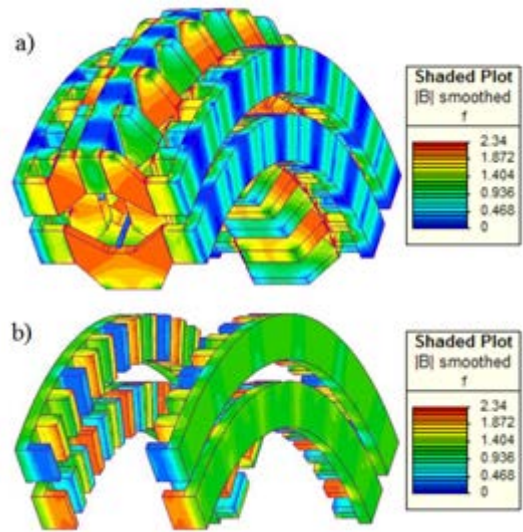 a)
Shaded Plot
|B| smoothed
f
2.34
1.872
1.404
0.936
0.468
0
b)
Shaded Plot
|B| smoothed
f
2.34
1.872
1.404
0.936
0.468
0